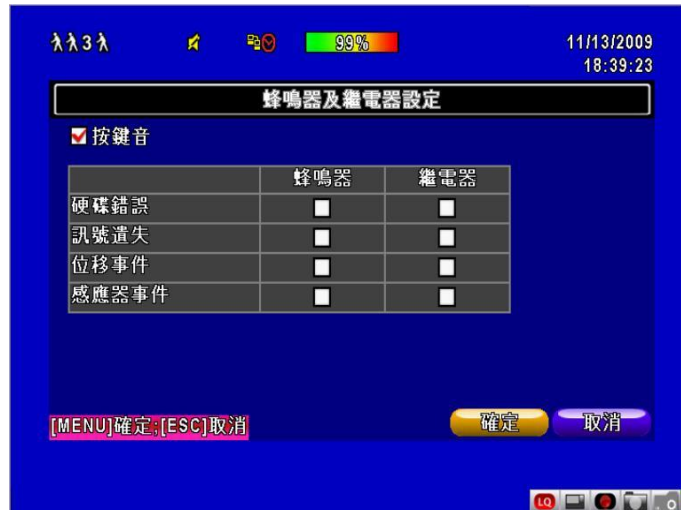 3
99%
11/13/2009
18:39:23
蜂鳴器及繼電器設定
按鍵音
蜂鳴器 繼電器
硬碟錯誤
訊號遺失
位移事件
感應器事件
[MENU]確定;[ESC]取消
確定 取消
LQ